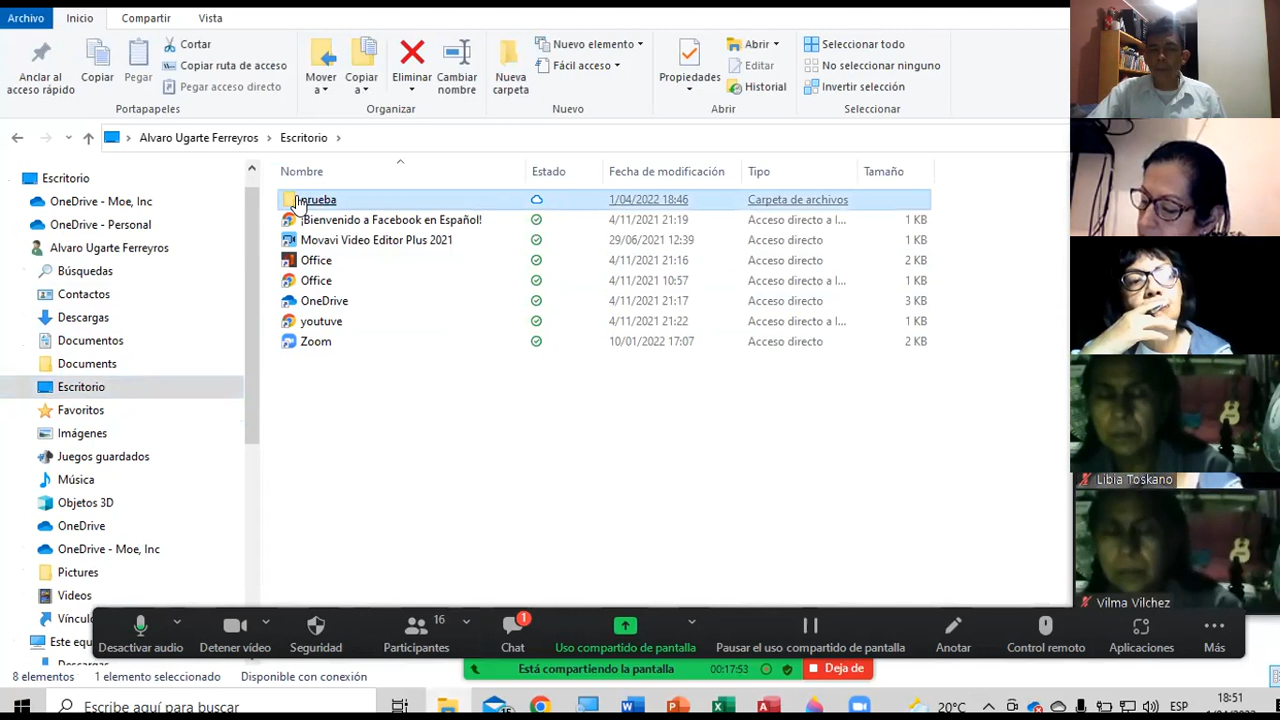 Archivo Inicio Compartir Vista
Anclar al acceso rápido
Copiar
Pegar
Cortar
Copiar ruta de acceso
Pegar acceso directo
Portapapeles
Mover a
Copiar a
Eliminar
Cambiar nombre
Organizar
Nueva carpeta
Nuevo elemento
Fácil acceso
Nuevo
Propiedades
Abrir
Editar
Historial
Abrir
Seleccionar todo
No seleccionar ninguno
Invertir selección
Seleccionar
Alvaro Ugarte Ferreyros > Escritorio >
Escritorio
OneDrive - Moe, Inc
OneDrive - Personal
Alvaro Ugarte Ferreyros
Búsquedas
Contactos
Descargas
Documentos
Documents
Escritorio
Favoritos
Imágenes
Juegos guardados
Música
Objetos 3D
OneDrive
OneDrive - Moe, Inc
Pictures
Videos
Víncu
Este equ
Nombre Estado Fecha de modificación Tipo Tamaño
prueba 1/04/2022 18:46 Carpeta de archivos
¡Bienvenido a Facebook en Español! 4/11/2021 21:19 Acceso directo a I... 1 KB
Movavi Video Editor Plus 2021 29/06/2021 12:39 Acceso directo 2 KB
Office 4/11/2021 21:16 Acceso directo 2 KB
Office 4/11/2021 10:57 Acceso directo a I... 1 KB
OneDrive 4/11/2021 21:17 Acceso directo 3 KB
youtuve 4/11/2021 21:22 Acceso directo a I... 1 KB
Zoom 10/01/2022 17:07 Acceso directo 2 KB
Libia Toskano
Vilma Vilchez
16
1
Desactivar audio Detener vídeo Seguridad Participantes Chat Uso compartido de pantalla Pausar el uso compartido de pantalla Anotar Control remoto Aplicaciones Más
Está compartiendo la pantalla 00:17:53 Deja de
8 elementos 1 elemento seleccionado Disponible con conexión
Escribe aquí para buscar
15
20°C
ESP
18:51
1/04/2022